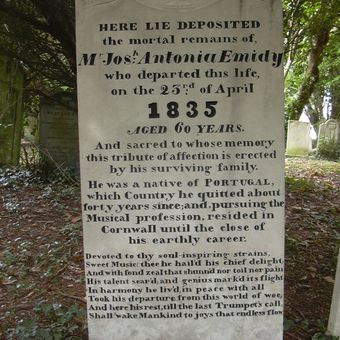 HERE LIE DEPOSITED
the mortal remains of,
Mr Josh. Antonia Emidy
who departed this life,
on the 23rd of April
1835
AGED 60 YEARS.
And sacred to whose memory
this tribute of affection is erected
by his surviving family.
He was a native of PORTUGAL,
which Country he quitted about
forty years since; and, pursuing the
Musical profession, resided in
Cornwall until the close of
his earthly career.
Devoted to thy soul-inspiring strains,
Sweet Music! thee he hail'd his chief delight
And with fond zeal that shunn'd nor toil nor pain
His talent sear'd, and genius mark'd its flight
In harmony he liv'd, in peace with all
Took his departure from this world of woe,
And here his rest, till the last Trumpet's call,
Shall 'wake Mankind to joys that endless flow